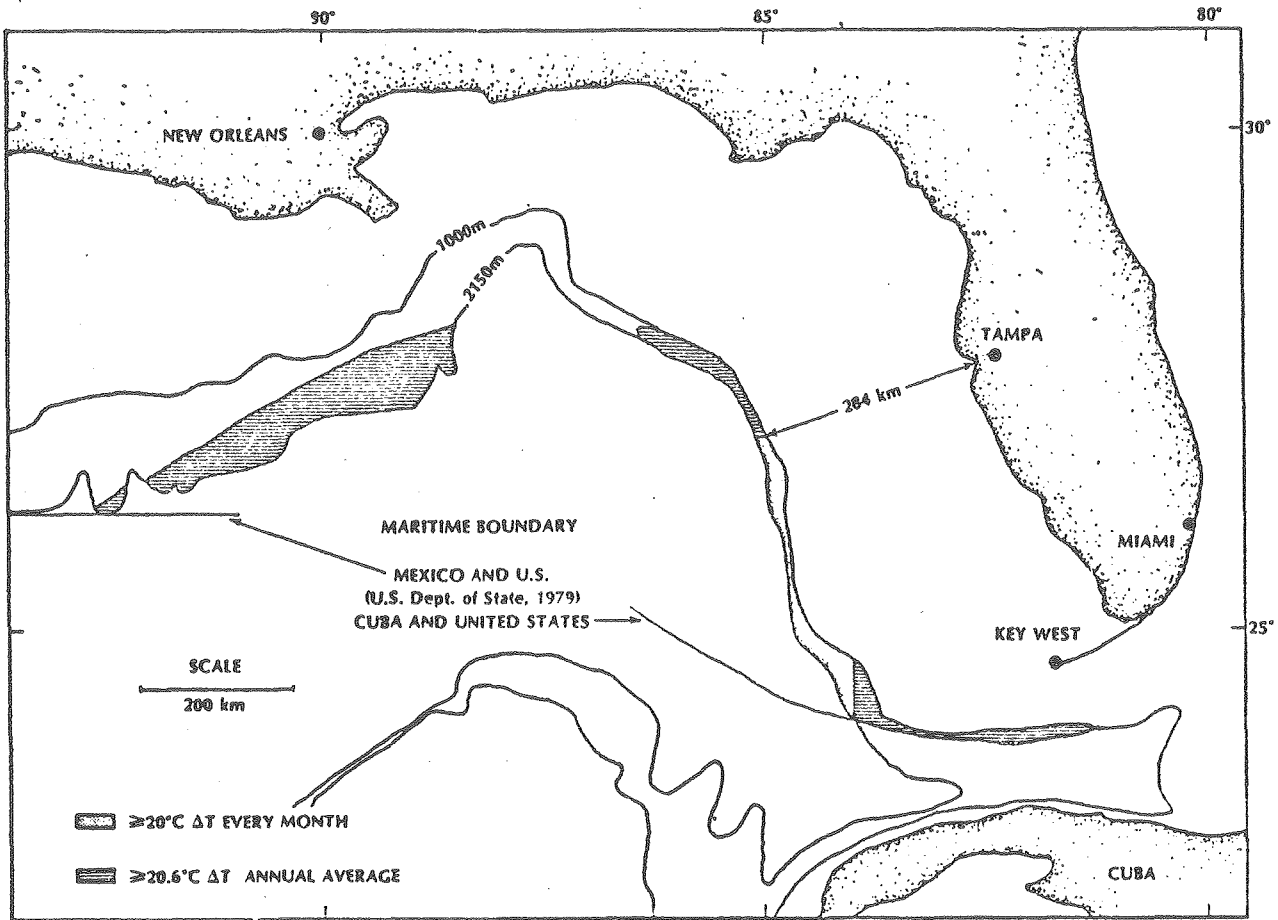 90°
85°
80°
NEW ORLEANS
30°
1000m
2150m
TAMPA
284 km
MARITIME BOUNDARY
MIAMI
MEXICO AND U.S.
(U.S. Dept. of State, 1979)
CUBA AND UNITED STATES
KEY WEST
25°
SCALE
200 km
≥20°C ΔT EVERY MONTH
≥20.6°C ΔT ANNUAL AVERAGE
CUBA